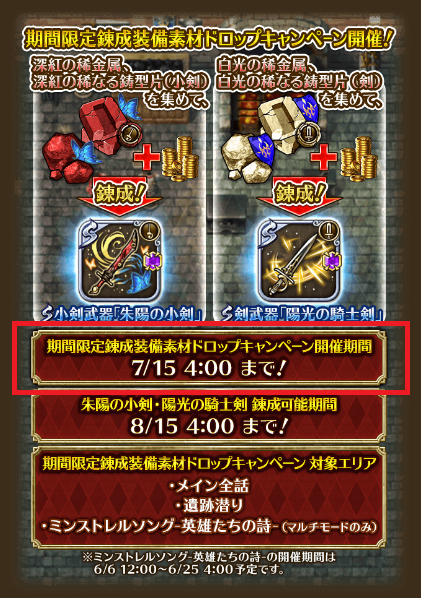 期間限定錬成装備素材ドロップキャンペーン開催!
深紅の稀金属、
深紅の稀なる鋳型片(小剣)
を集めて、
白光の稀金属、
白光の稀なる鋳型片(剣)
を集めて、
錬成!
錬成!
S小剣武器「朱陽の小剣」
S剣武器「陽光の騎士剣」
期間限定錬成装備素材ドロップキャンペーン開催期間
7/15 4:00 まで!
朱陽の小剣・陽光の騎士剣 錬成可能期間
8/15 4:00 まで!
期間限定錬成装備素材ドロップキャンペーン 対象エリア
・メイン全話
・遺跡潜り
・ミンストレルソング-英雄たちの詩-(マルチモードのみ)
※ミンストレルソング-英雄たちの詩-の開催期間は
6/6 12:00~6/25 4:00予定です。